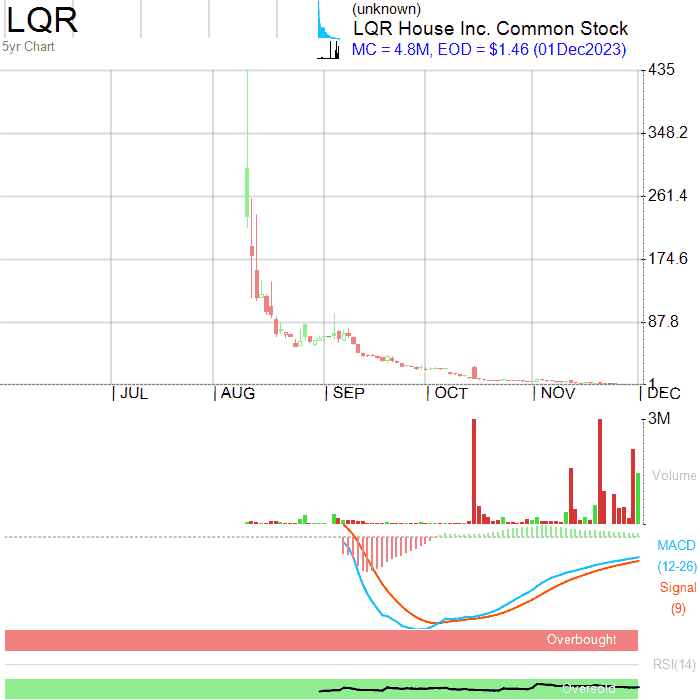 LQR
5yr Chart
(unknown)
LQR House Inc. Common Stock
MC = 4.8M, EOD = $1.46 (01Dec2023)
435
348.2
261.4
174.6
87.8
1
JUL AUG SEP OCT NOV DEC
3M
Volume
MACD
(12-26)
Signal
(9)
Overbought
RSI(14)
Oversold